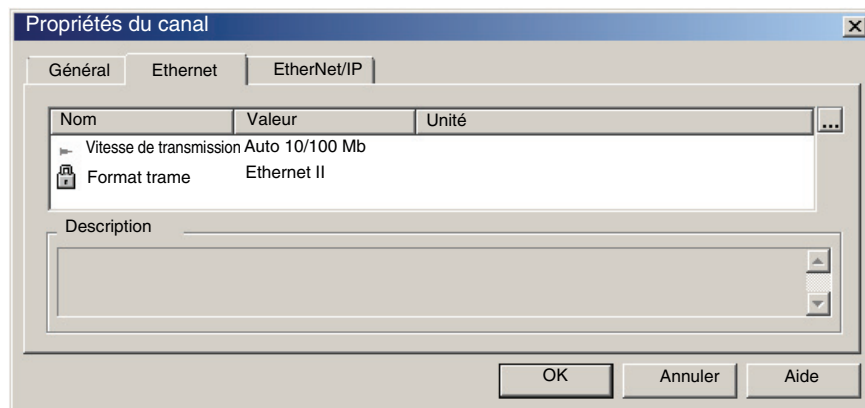 Propriétés du canal
Général Ethernet EtherNet/IP
Nom Valeur Unité
...
Vitesse de transmission Auto 10/100 Mb
Format trame Ethernet II
Description
OK Annuler Aide